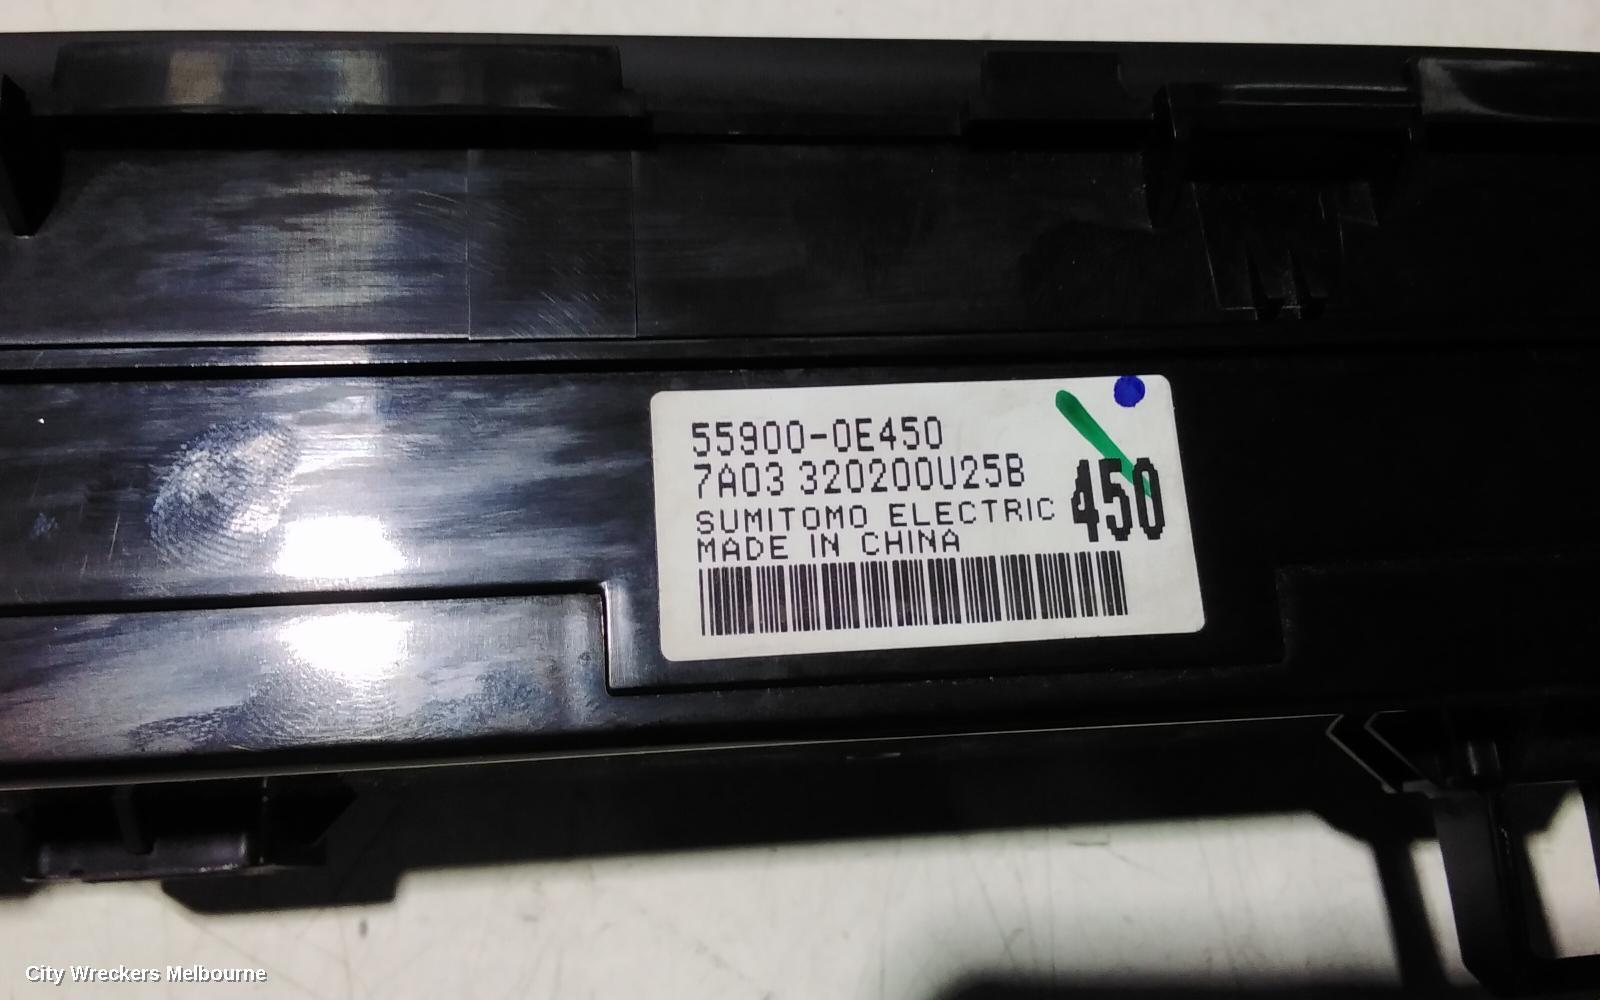 55900-0E450
7A03 320200U25B
450
SUMITOMO ELECTRIC
MADE IN CHINA
City Wreckers Melbourne